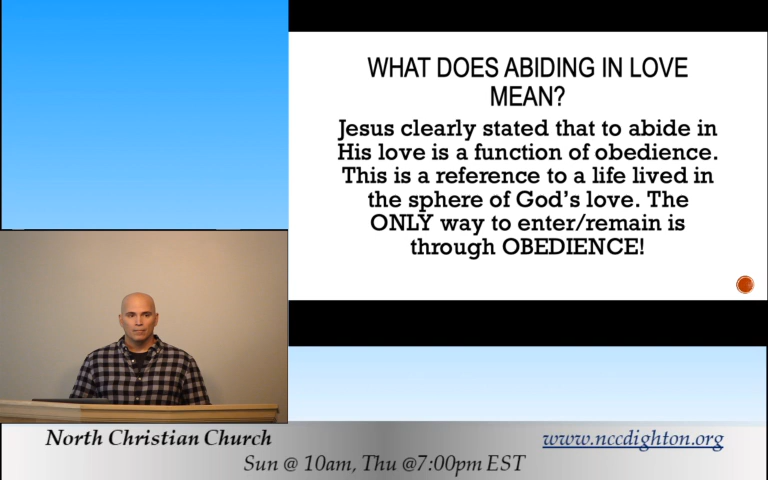 WHAT DOES ABIDING IN LOVE
MEAN?
Jesus clearly stated that to abide in
His love is a function of obedience.
This is a reference to a life lived in
the sphere of God's love. The
ONLY way to enter/remain is
through OBEDIENCE!
North Christian Church
www.nccdighton.org
Sun @ 10am, Thu @7:00pm EST